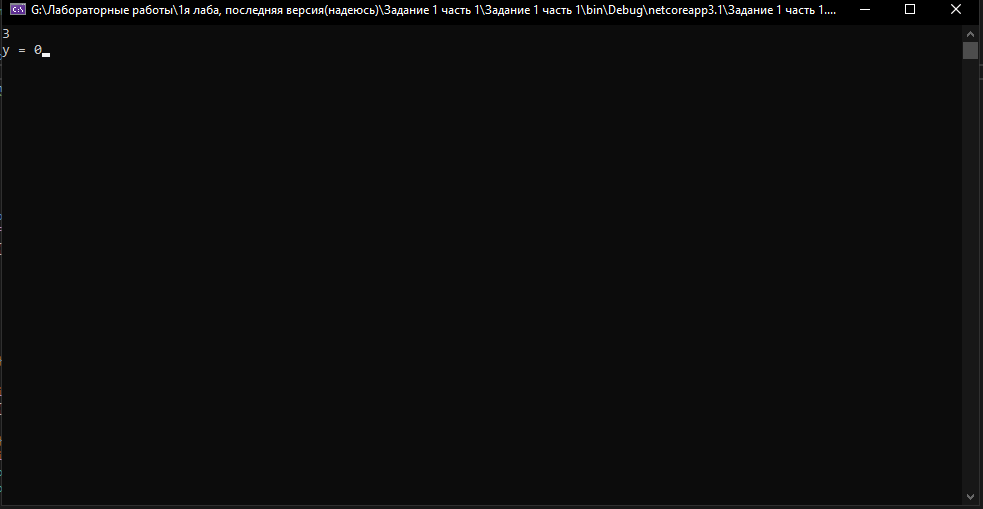 G:\Лабораторные работы\1я лаба, последняя версия(надеюсь)\Задание 1 часть 1\Задание 1 часть 1\bin\Debug\netcoreapp3.1\Задание 1 часть 1....
3
y = 0